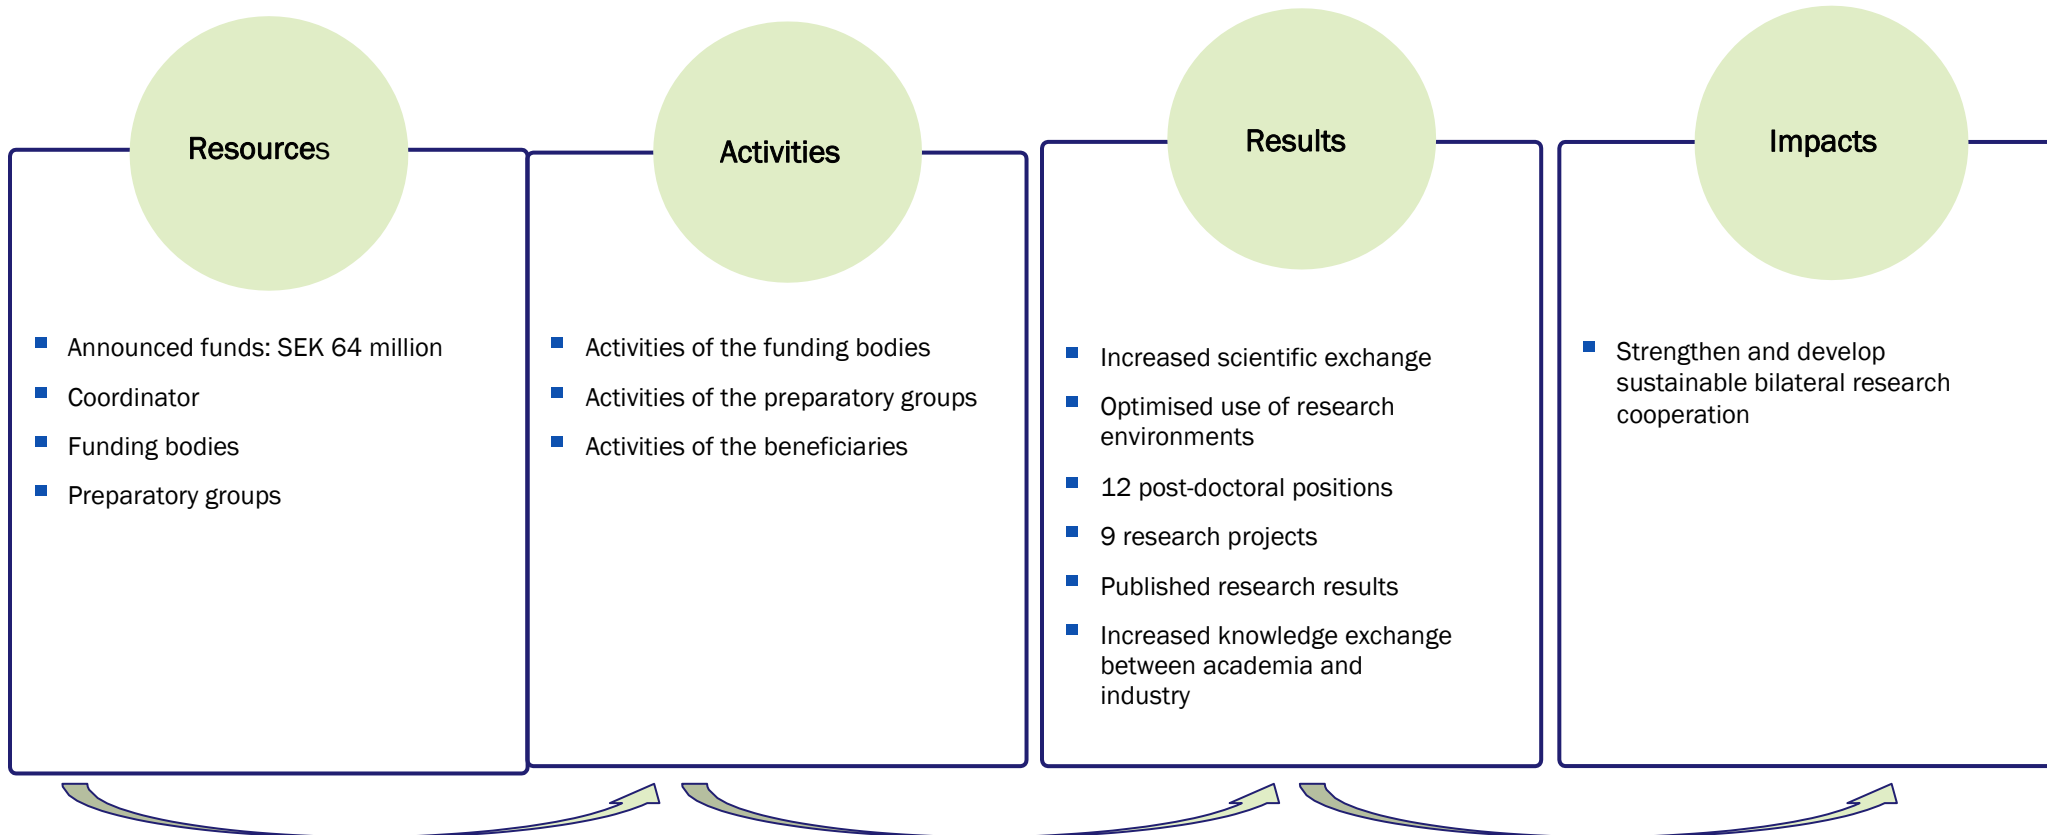 Resources
Announced funds: SEK 64 million
Coordinator
Funding bodies
Preparatory groups
Activities
Activities of the funding bodies
Activities of the preparatory groups
Activities of the beneficiaries
Results
Increased scientific exchange
Optimised use of research
environments
12 post-doctoral positions
9 research projects
Published research results
Increased knowledge exchange
between academia and
industry
Impacts
Strengthen and develop
sustainable bilateral research
cooperation